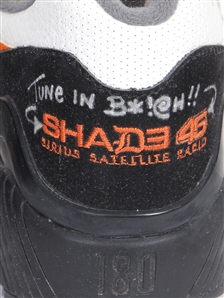 TUNE IN B*!@H!!
SHADE 45
SIRIUS SATELLITE RADIO
180